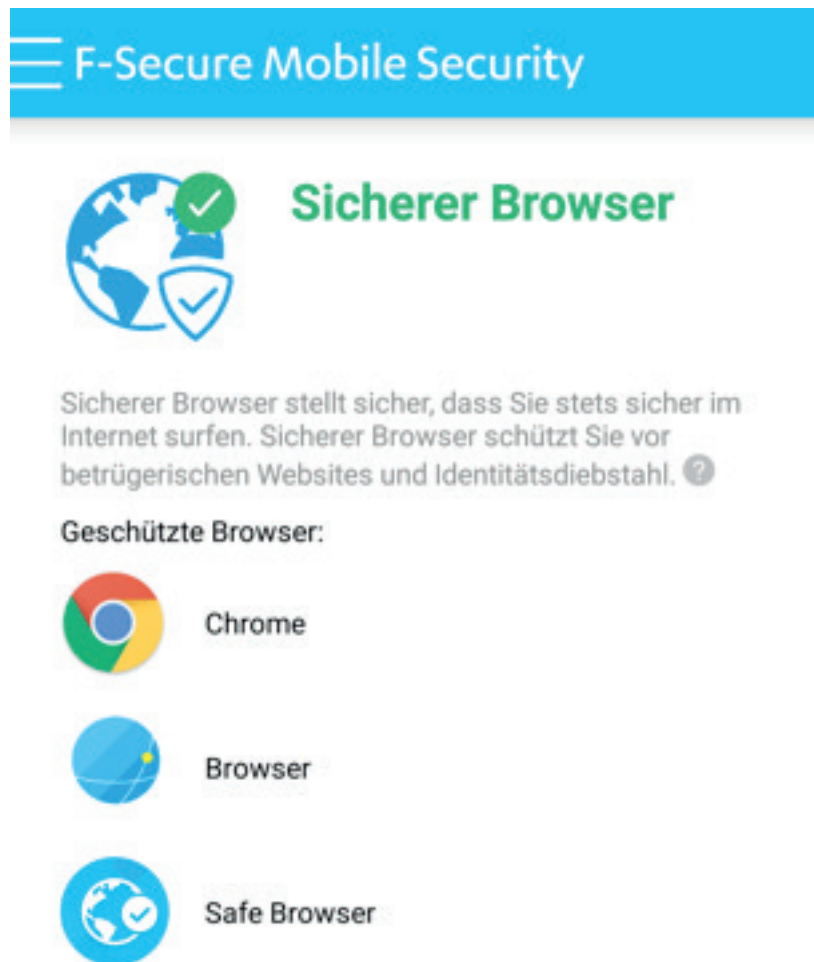 F-Secure Mobile Security
Sicherer Browser
Sicherer Browser stellt sicher, dass Sie stets sicher im
Internet surfen. Sicherer Browser schützt Sie vor
betrügerischen Websites und Identitätsdiebstahl. ?
Geschützte Browser:
Chrome
Browser
Safe Browser